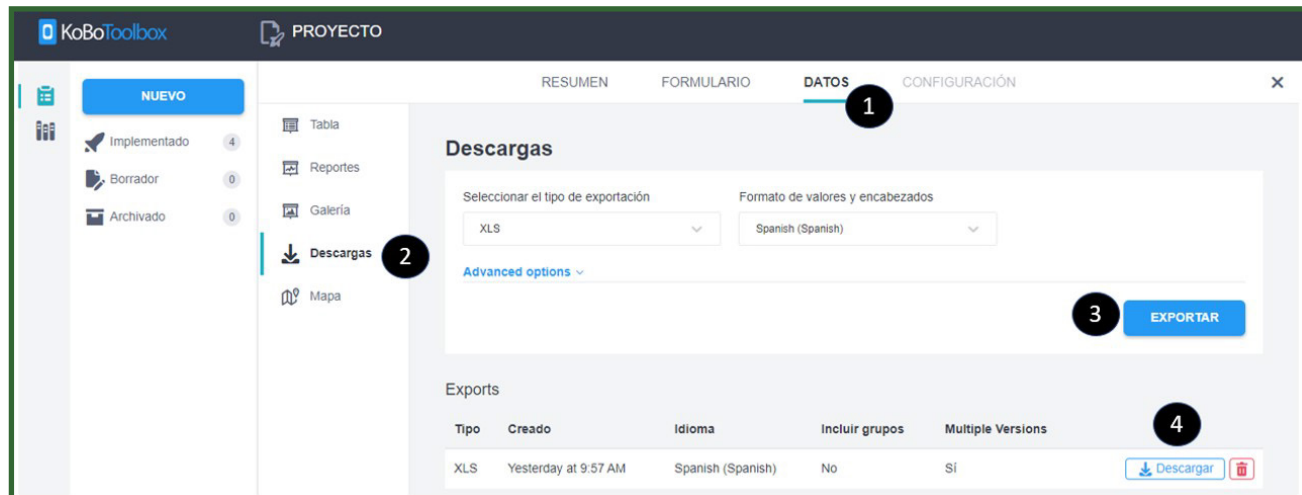 KoBoToolbox
PROYECTO
RESUMEN FORMULARIO DATOS CONFIGURACIÓN
1
NUEVO
Implementado 4
Borrador 0
Archivado 0
Tabla
Reportes
Galería
Descargas 2
Mapa
Descargas
Seleccionar el tipo de exportación Formato de valores y encabezados
XLS Spanish (Spanish)
Advanced options
3 EXPORTAR
Exports
4
Tipo Creado Idioma Incluir grupos Multiple Versions
XLS Yesterday at 9:57 AM Spanish (Spanish) No Sí Descargar